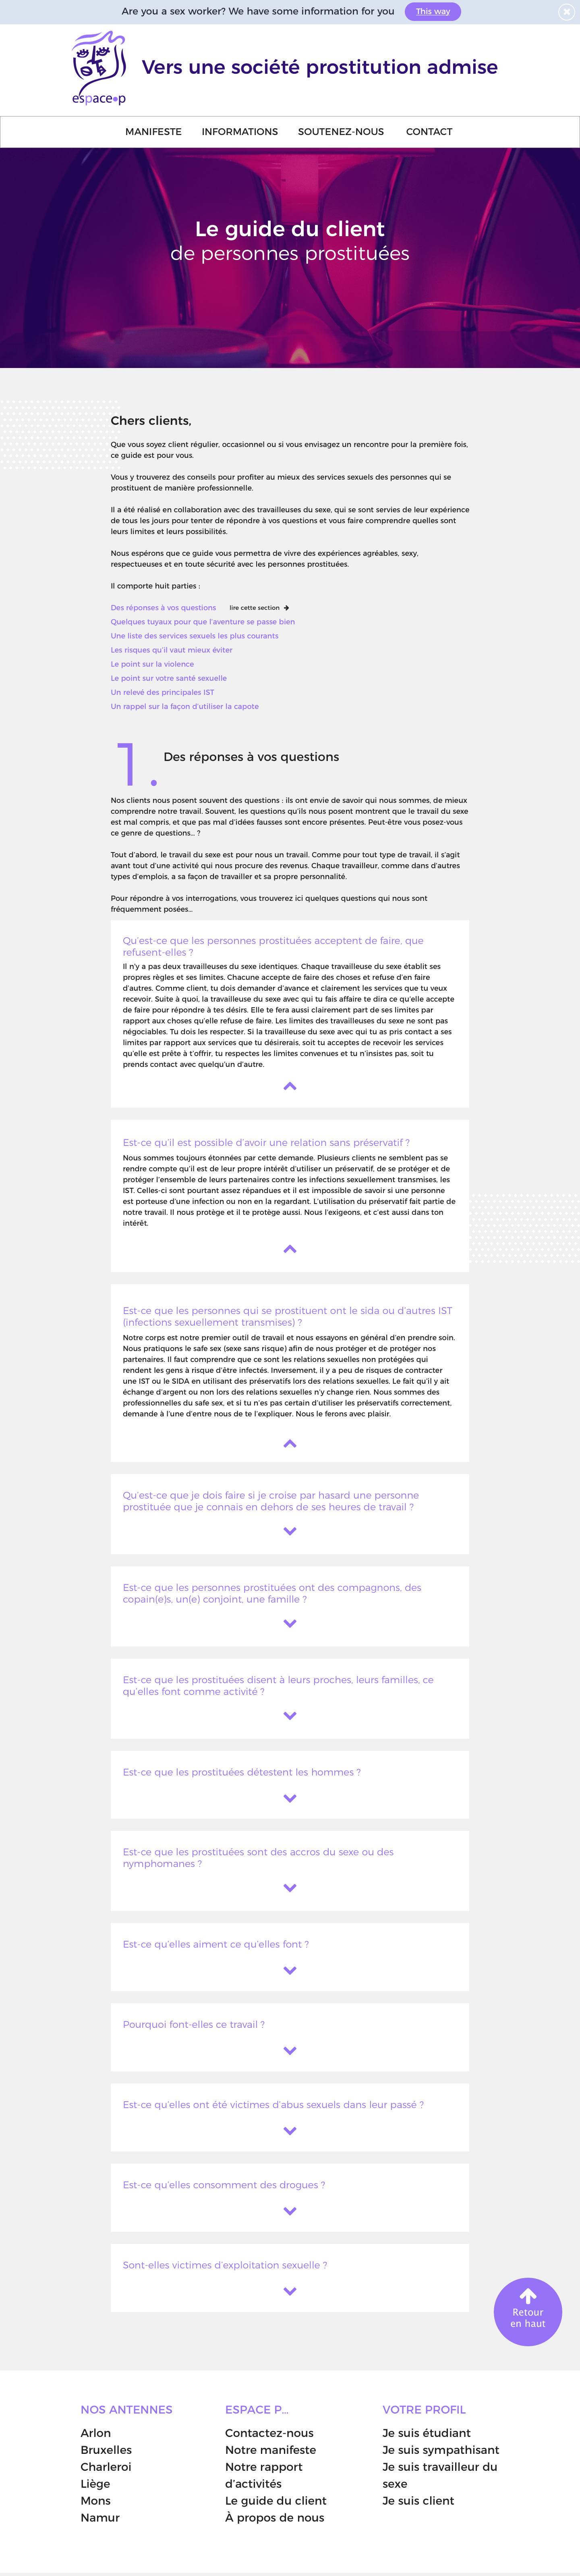 Are you a sex worker? We have some information for you
This way
espace•p
Vers une société prostitution admise
MANIFESTE
INFORMATIONS
SOUTENEZ-NOUS
CONTACT
Le guide du client
de personnes prostituées
Chers clients,
Que vous soyez client régulier, occasionnel ou si vous envisagez un rencontre pour la première fois,
ce guide est pour vous.
Vous y trouverez des conseils pour profiter au mieux des services sexuels des personnes qui se
prostituent de manière professionnelle.
Il a été réalisé en collaboration avec des travailleuses du sexe, qui se sont servies de leur expérience
de tous les jours pour tenter de répondre à vos questions et vous faire comprendre quelles sont
leurs limites et leurs possibilités.
Nous espérons que ce guide vous permettra de vivre des expériences agréables, sexy,
respectueuses et en toute sécurité avec les personnes prostituées.
Il comporte huit parties :
Des réponses à vos questions lire cette section
Quelques tuyaux pour que l'aventure se passe bien
Une liste des services sexuels les plus courants
Les risques qu'il vaut mieux éviter
Le point sur la violence
Le point sur votre santé sexuelle
Un relevé des principales IST
Un rappel sur la façon d'utiliser la capote
1. Des réponses à vos questions
Nos clients nous posent souvent des questions : ils ont envie de savoir qui nous sommes, de mieux
comprendre notre travail. Souvent, les questions qu'ils nous posent montrent que le travail du sexe
est mal compris, et que pas mal d'idées fausses sont encore présentes. Peut-être vous posez-vous
ce genre de questions... ?
Tout d'abord, le travail du sexe est pour nous un travail. Comme pour tout type de travail, il s'agit
avant tout d'une activité qui nous procure des revenus. Chaque travailleur, comme dans d'autres
types d'emplois, a sa façon de travailler et sa propre personnalité.
Pour répondre à vos interrogations, vous trouverez ici quelques questions qui nous sont
fréquemment posées...
Qu'est-ce que les personnes prostituées acceptent de faire, que
refusent-elles ?
Il n'y a pas deux travailleuses du sexe identiques. Chaque travailleuse du sexe établit ses
propres règles et ses limites. Chacune accepte de faire des choses et refuse d'en faire
d'autres. Comme client, tu dois demander d'avance et clairement les services que tu veux
recevoir. Suite à quoi, la travailleuse du sexe avec qui tu fais affaire te dira ce qu'elle accepte
de faire pour répondre à tes désirs. Elle te fera aussi clairement part de ses limites par
rapport aux choses qu'elle refuse de faire. Les limites des travailleuses du sexe ne sont pas
négociables. Tu dois les respecter. Si la travailleuse du sexe avec qui tu as pris contact a ses
limites par rapport aux services que tu désirerais, soit tu acceptes de recevoir les services
qu'elle est prête à t'offrir, tu respectes les limites convenues et tu n'insistes pas, soit tu
prends contact avec quelqu'un d'autre.
Est-ce qu'il est possible d'avoir une relation sans préservatif ?
Nous sommes toujours étonnées par cette demande. Plusieurs clients ne semblent pas se
rendre compte qu'il est de leur propre intérêt d'utiliser un préservatif, de se protéger et de
protéger l'ensemble de leurs partenaires contre les infections sexuellement transmises, les
IST. Celles-ci sont pourtant assez répandues et il est impossible de savoir si une personne
est porteuse d'une infection ou non en la regardant. L'utilisation du préservatif fait partie de
notre travail. Il nous protège et il te protège aussi. Nous l'exigeons, et c'est aussi dans ton
intérêt.
Est-ce que les personnes qui se prostituent ont le sida ou d'autres IST
(infections sexuellement transmises) ?
Notre corps est notre premier outil de travail et nous essayons en général d'en prendre soin.
Nous pratiquons le safe sex (sexe sans risque) afin de nous protéger et de protéger nos
partenaires. Il faut comprendre que ce sont les relations sexuelles non protégées qui
rendent les gens à risque d'être infectés. Inversement, il y a peu de risques de contracter
une IST ou le SIDA en utilisant des préservatifs lors des relations sexuelles. Le fait qu'il y ait
échange d'argent ou non lors des relations sexuelles n'y change rien. Nous sommes des
professionnelles du safe sex, et si tu n'es pas certain d'utiliser les préservatifs correctement,
demande à l'une d'entre nous de te l'expliquer. Nous le ferons avec plaisir.
Qu'est-ce que je dois faire si je croise par hasard une personne
prostituée que je connais en dehors de ses heures de travail ?
Est-ce que les personnes prostituées ont des compagnons, des
copain(e)s, un(e) conjoint, une famille ?
Est-ce que les prostituées disent à leurs proches, leurs familles, ce
qu'elles font comme activité ?
Est-ce que les prostituées détestent les hommes ?
Est-ce que les prostituées sont des accros du sexe ou des
nymphomanes ?
Est-ce qu'elles aiment ce qu'elles font ?
Pourquoi font-elles ce travail ?
Est-ce qu'elles ont été victimes d'abus sexuels dans leur passé ?
Est-ce qu'elles consomment des drogues ?
Sont-elles victimes d'exploitation sexuelle ?
Retour
en haut
NOS ANTENNES
Arlon
Bruxelles
Charleroi
Liège
Mons
Namur
ESPACE P...
Contactez-nous
Notre manifeste
Notre rapport
d'activités
Le guide du client
À propos de nous
VOTRE PROFIL
Je suis étudiant
Je suis sympathisant
Je suis travailleur du
sexe
Je suis client